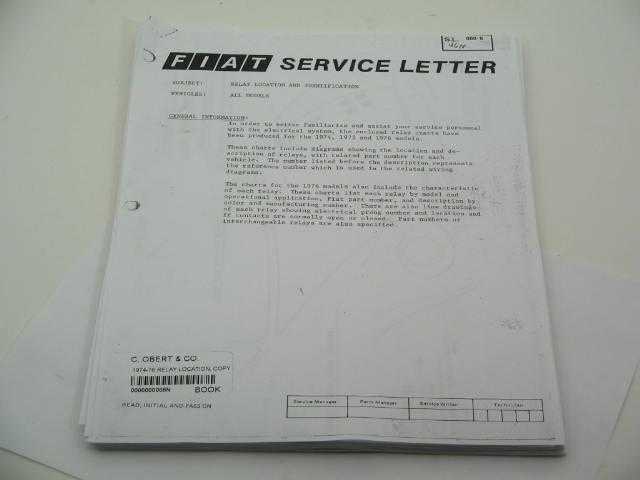 FIAT SERVICE LETTER
SUBJECT: RELAY LOCATION AND IDENTIFICATION
VEHICLES: ALL MODELS
GENERAL INFORMATION:
In order to better familiarize and assist your service personnel
with the electrical system, the enclosed relay charts have
been produced for the 1974, 1975 and 1976 models.
These charts include diagrams showing the location and de-
scription of relays, with related part number for each
vehicle. The number listed before the description represents
the reference number which is used in the related wiring
diagrams.
The charts for the 1976 models also include the characteristic
of each relay. These charts list each relay by model and
operational application, Fiat part number, and description by
color and manufacturing number. There are also line drawings
of each relay showing electrical prong number and location and
if contacts are normally open or closed. Part numbers of
interchangeable relays are also specified.
C. OBERT & CO.
1974-76 RELAY LOCATION, COPY
BOOK
READ, INITIAL AND PASS ON
Service Manager Parts Manager Service Writer Technician